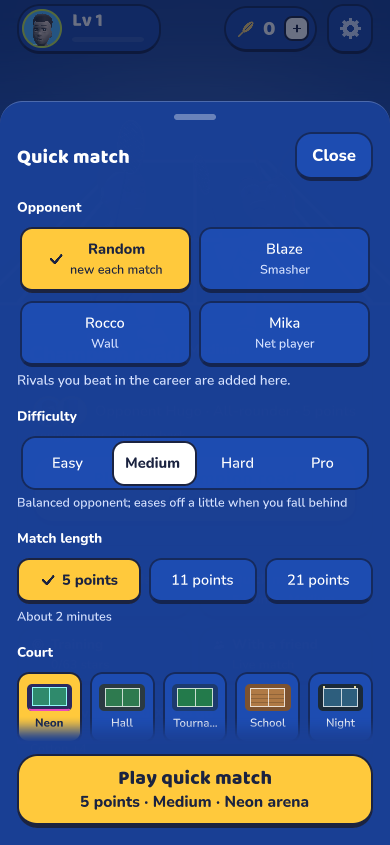 Lv 1
0
+
Quick match
Close
Opponent
Random
new each match
Blaze
Smasher
Rocco
Wall
Mika
Net player
Rivals you beat in the career are added here.
Difficulty
Easy
Medium
Hard
Pro
Balanced opponent; eases off a little when you fall behind
Match length
5 points
11 points
21 points
About 2 minutes
Court
Neon
Hall
Tourna...
School
Night
Play quick match
5 points · Medium · Neon arena